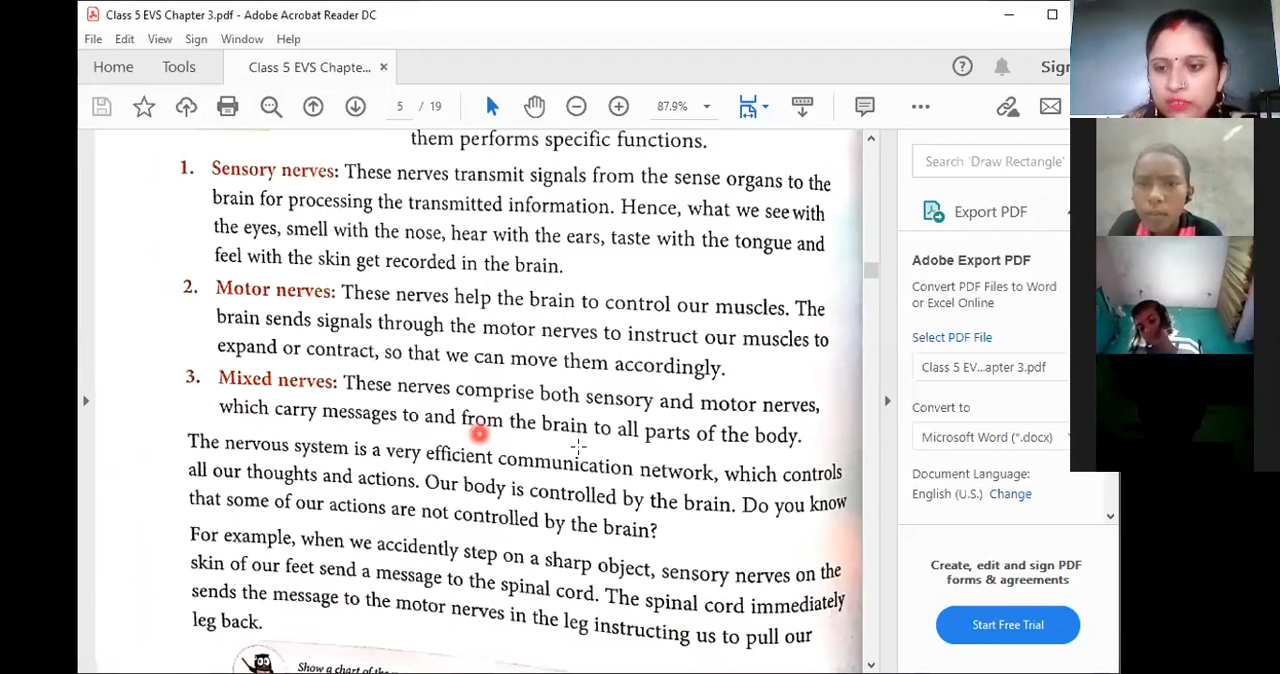 Class 5 EVS Chapter 3.pdf - Adobe Acrobat Reader DC
File Edit View Sign Window Help
Home Tools Class 5 EVS Chapte... × Sign
5 / 19 87.9%
them performs specific functions.
1. Sensory nerves: These nerves transmit signals from the sense organs to the
brain for processing the transmitted information. Hence, what we see with
the eyes, smell with the nose, hear with the ears, taste with the tongue and
feel with the skin get recorded in the brain.
2. Motor nerves: These nerves help the brain to control our muscles. The
brain sends signals through the motor nerves to instruct our muscles to
expand or contract, so that we can move them accordingly.
3. Mixed nerves: These nerves comprise both sensory and motor nerves,
which carry messages to and from the brain to all parts of the body.
The nervous system is a very efficient communication network, which controls
all our thoughts and actions. Our body is controlled by the brain. Do you know
that some of our actions are not controlled by the brain?
For example, when we accidently step on a sharp object, sensory nerves on the
skin of our feet send a message to the spinal cord. The spinal cord immediately
sends the message to the motor nerves in the leg instructing us to pull our
leg back.
Show a chart of the
Search 'Draw Rectangle'
Export PDF
Adobe Export PDF
Convert PDF Files to Word
or Excel Online
Select PDF File
Class 5 EV...apter 3.pdf
Convert to
Microsoft Word (*.docx)
Document Language:
English (U.S.) Change
Create, edit and sign PDF
forms & agreements
Start Free Trial